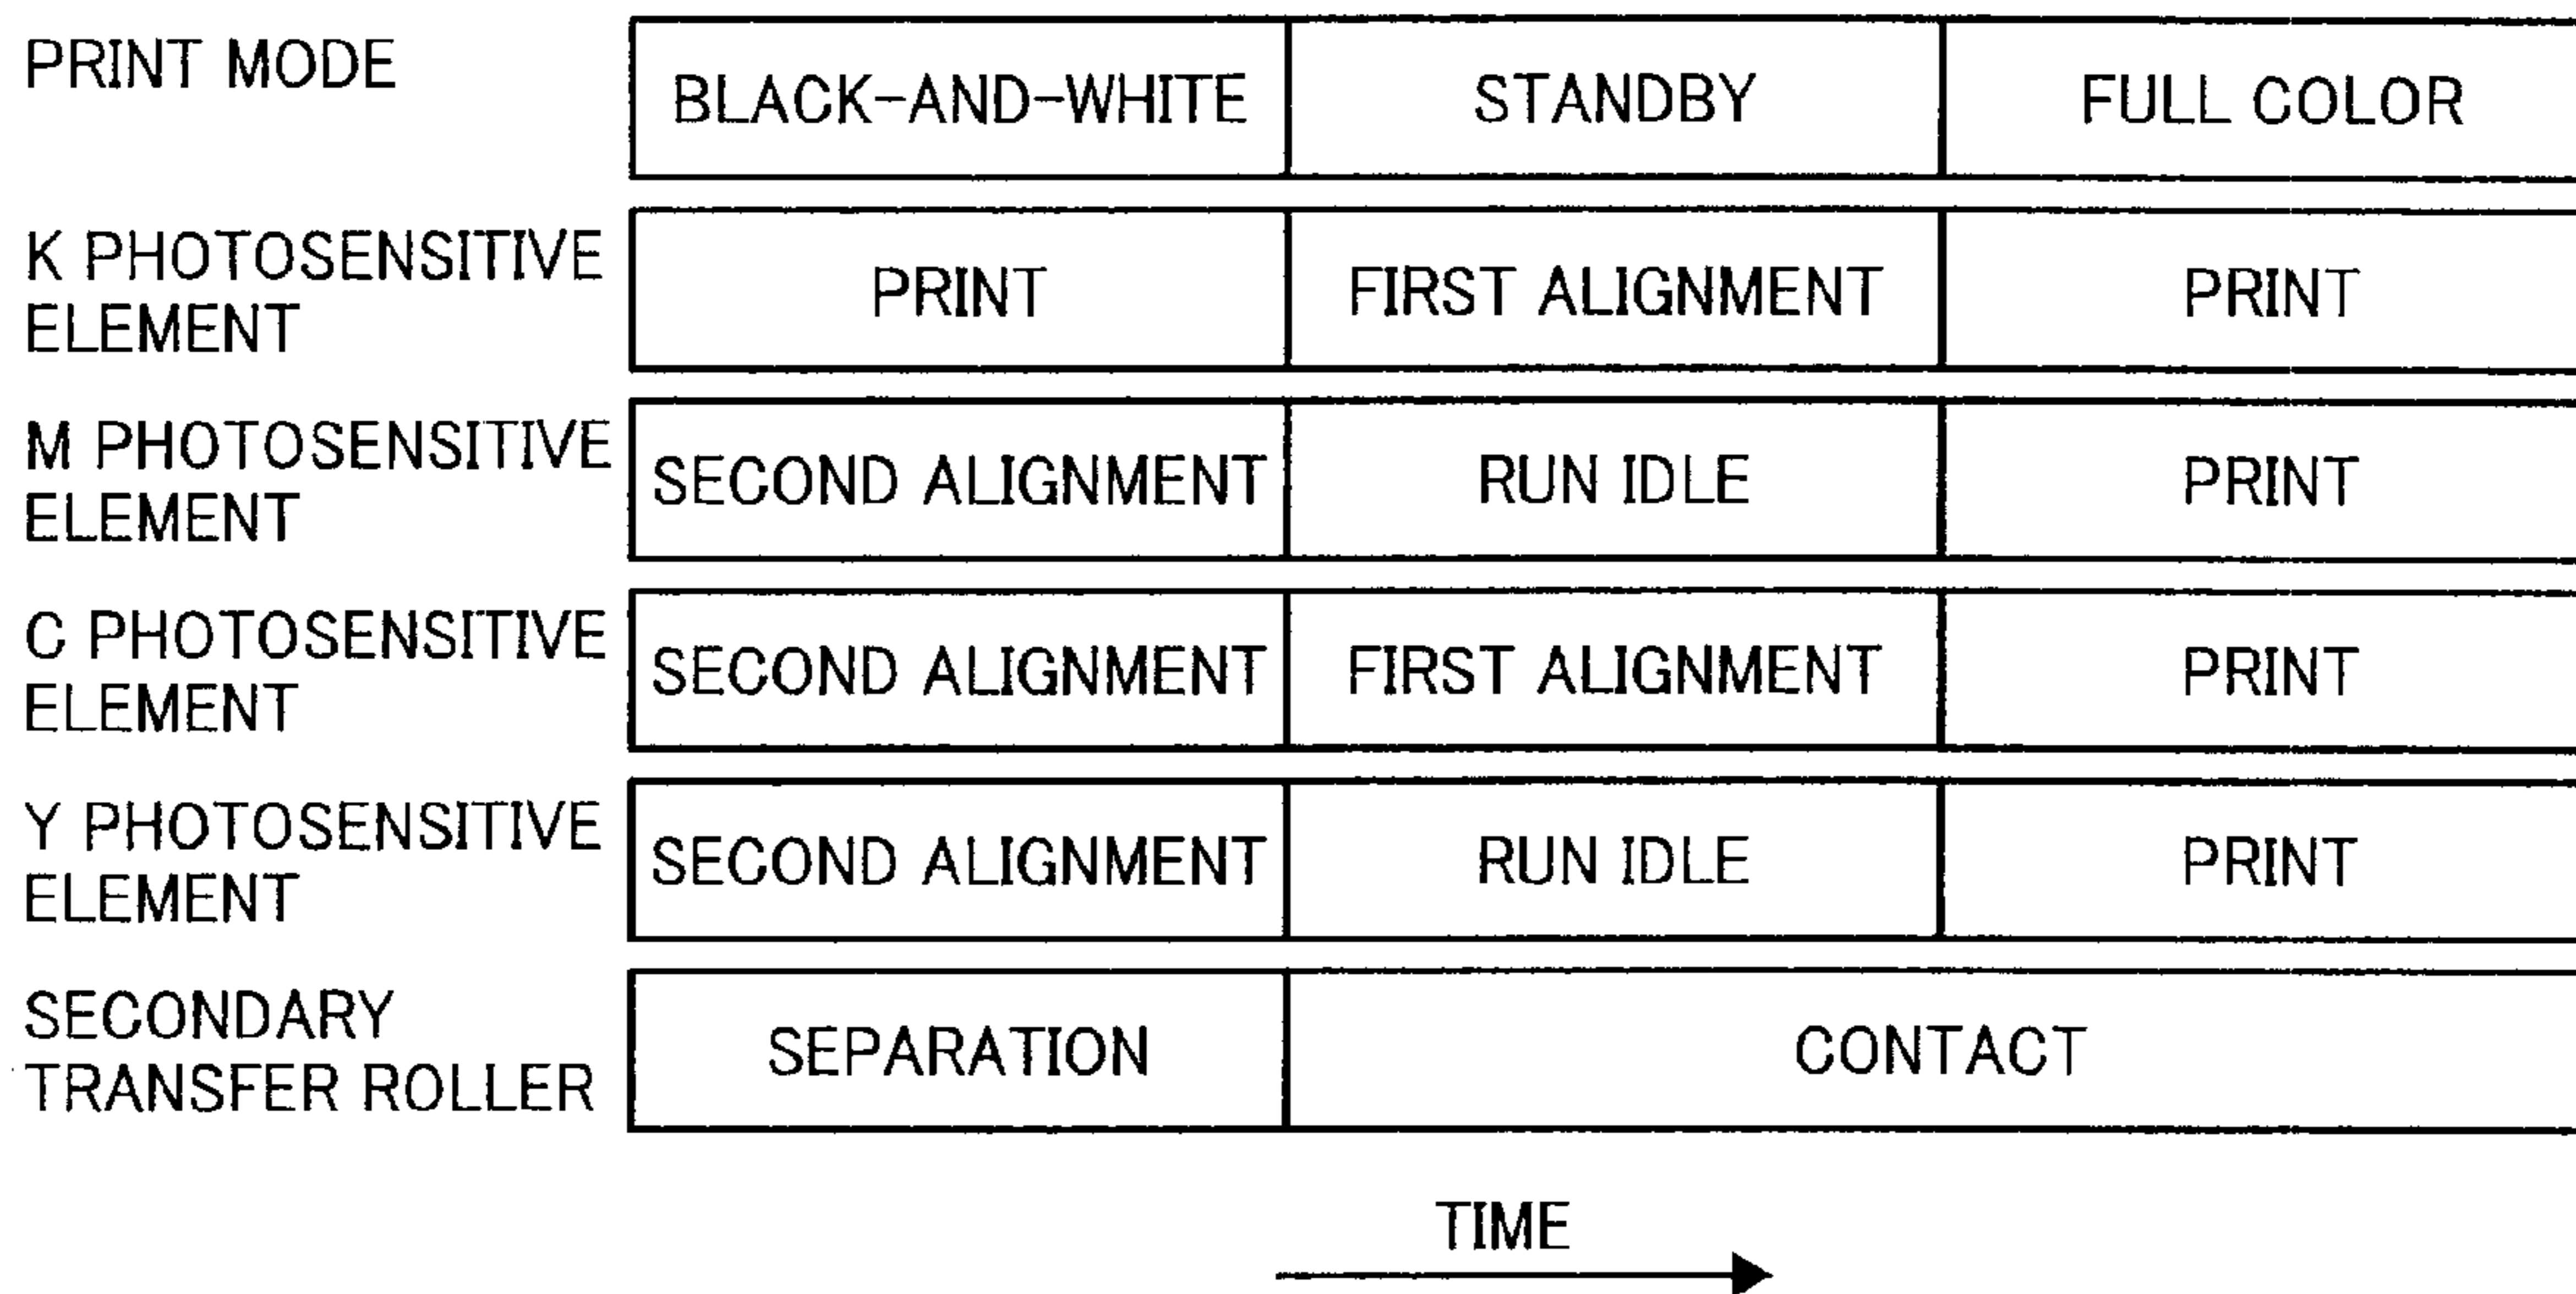 PRINT MODE
BLACK-AND-WHITE
STANDBY
FULL COLOR
K PHOTOSENSITIVE
ELEMENT
PRINT
FIRST ALIGNMENT
PRINT
M PHOTOSENSITIVE
ELEMENT
SECOND ALIGNMENT
RUN IDLE
PRINT
C PHOTOSENSITIVE
ELEMENT
SECOND ALIGNMENT
FIRST ALIGNMENT
PRINT
Y PHOTOSENSITIVE
ELEMENT
SECOND ALIGNMENT
RUN IDLE
PRINT
SECONDARY
TRANSFER ROLLER
SEPARATION
CONTACT
TIME